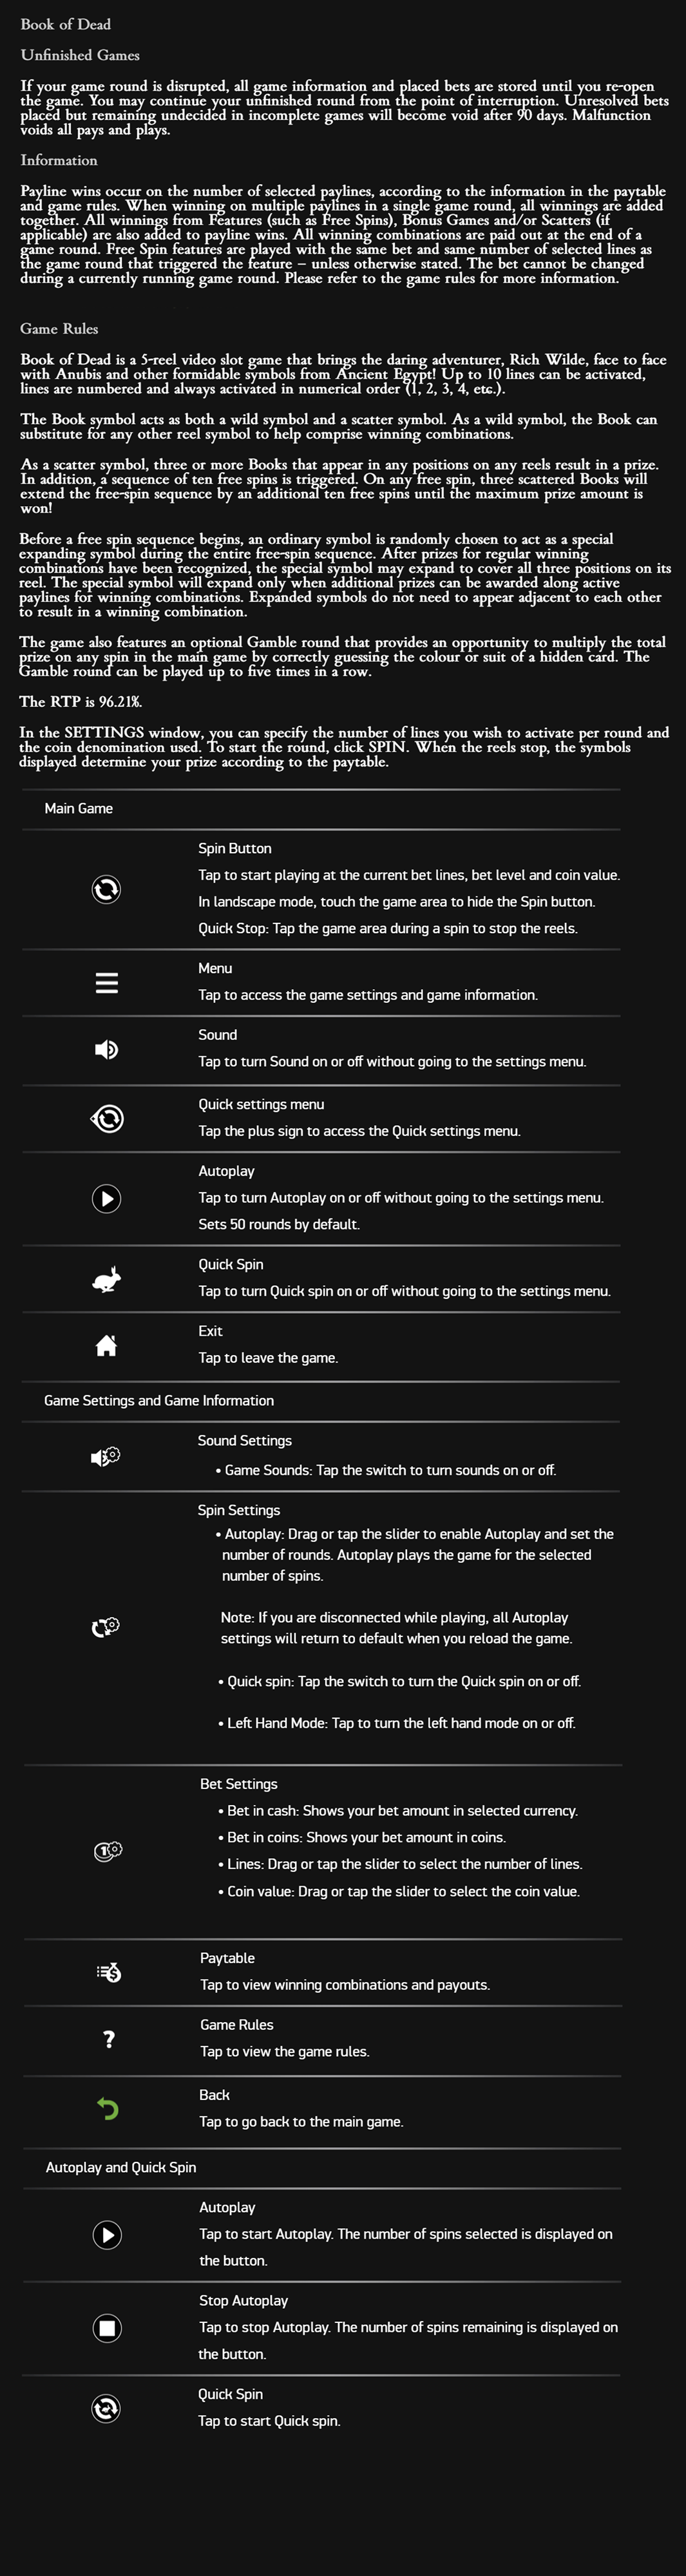 Book of Dead
Unfinished Games
If your game round is disrupted, all game information and placed bets are stored until you re-open
the game. You may continue your unfinished round from the point of interruption. Unresolved bets
placed but remaining undecided in incomplete games will become void after 90 days. Malfunction
voids all pays and plays.
Information
Payline wins occur on the number of selected paylines, according to the information in the paytable
and game rules. When winning on multiple paylines in a single game round, all winnings are added
together. All winnings from Features (such as Free Spins), Bonus Games and/or Scatters (if
applicable) are also added to payline wins. All winning combinations are paid out at the end of a
game round. Free Spin features are played with the same bet and same number of selected lines as
the game round that triggered the feature – unless otherwise stated. The bet cannot be changed
during a currently running game round. Please refer to the game rules for more information.
Game Rules
Book of Dead is a 5-reel video slot game that brings the daring adventurer, Rich Wilde, face to face
with Anubis and other formidable symbols from Ancient Egypt! Up to 10 lines can be activated,
lines are numbered and always activated in numerical order (1, 2, 3, 4, etc.).
The Book symbol acts as both a wild symbol and a scatter symbol. As a wild symbol, the Book can
substitute for any other reel symbol to help comprise winning combinations.
As a scatter symbol, three or more Books that appear in any positions on any reels result in a prize.
In addition, a sequence of ten free spins is triggered. On any free spin, three scattered Books will
extend the free-spin sequence by an additional ten free spins until the maximum prize amount is
won!
Before a free spin sequence begins, an ordinary symbol is randomly chosen to act as a special
expanding symbol during the entire free-spin sequence. After prizes for regular winning
combinations have been recognized, the special symbol may expand to cover all three positions on its
reel. The special symbol will expand only when additional prizes can be awarded along active
paylines for winning combinations. Expanded symbols do not need to appear adjacent to each other
to result in a winning combination.
The game also features an optional Gamble round that provides an opportunity to multiply the total
prize on any spin in the main game by correctly guessing the colour or suit of a hidden card. The
Gamble round can be played up to five times in a row.
The RTP is 96.21%.
In the SETTINGS window, you can specify the number of lines you wish to activate per round and
the coin denomination used. To start the round, click SPIN. When the reels stop, the symbols
displayed determine your prize according to the paytable.
Main Game
Spin Button
Tap to start playing at the current bet lines, bet level and coin value.
In landscape mode, touch the game area to hide the Spin button.
Quick Stop: Tap the game area during a spin to stop the reels.
Menu
Tap to access the game settings and game information.
Sound
Tap to turn Sound on or off without going to the settings menu.
Quick settings menu
Tap the plus sign to access the Quick settings menu.
Autoplay
Tap to turn Autoplay on or off without going to the settings menu.
Sets 50 rounds by default.
Quick Spin
Tap to turn Quick spin on or off without going to the settings menu.
Exit
Tap to leave the game.
Game Settings and Game Information
Sound Settings
• Game Sounds: Tap the switch to turn sounds on or off.
Spin Settings
• Autoplay: Drag or tap the slider to enable Autoplay and set the
number of rounds. Autoplay plays the game for the selected
number of spins.
Note: If you are disconnected while playing, all Autoplay
settings will return to default when you reload the game.
• Quick spin: Tap the switch to turn the Quick spin on or off.
• Left Hand Mode: Tap to turn the left hand mode on or off.
Bet Settings
• Bet in cash: Shows your bet amount in selected currency.
• Bet in coins: Shows your bet amount in coins.
• Lines: Drag or tap the slider to select the number of lines.
• Coin value: Drag or tap the slider to select the coin value.
Paytable
Tap to view winning combinations and payouts.
?
Game Rules
Tap to view the game rules.
Back
Tap to go back to the main game.
Autoplay and Quick Spin
Autoplay
Tap to start Autoplay. The number of spins selected is displayed on
the button.
Stop Autoplay
Tap to stop Autoplay. The number of spins remaining is displayed on
the button.
Quick Spin
Tap to start Quick spin.